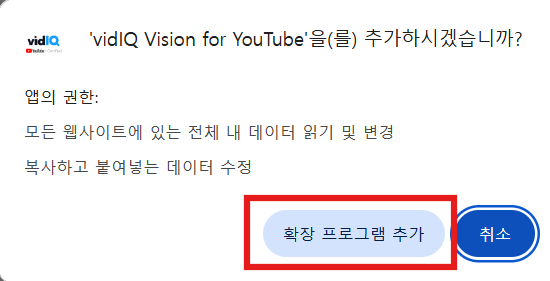 vidIQ
'vidIQ Vision for YouTube'을(를) 추가하시겠습니까?
앱의 권한:
모든 웹사이트에 있는 전체 내 데이터 읽기 및 변경
복사하고 붙여넣는 데이터 수정
확장 프로그램 추가
취소